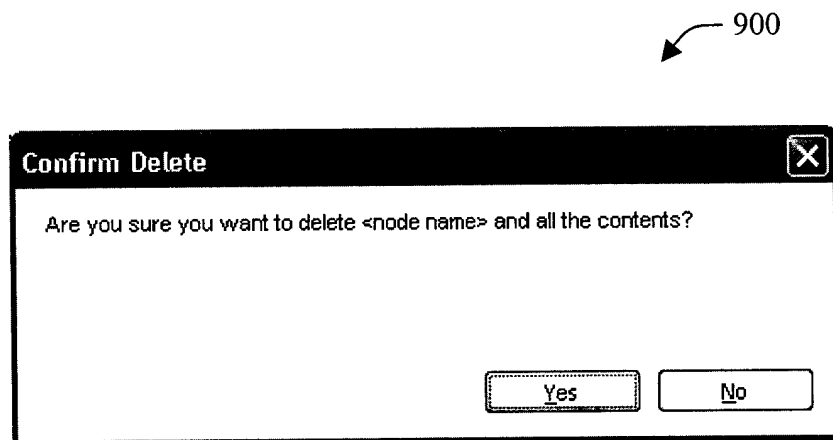 900
Confirm Delete
Are you sure you want to delete <node name> and all the contents?
Yes No